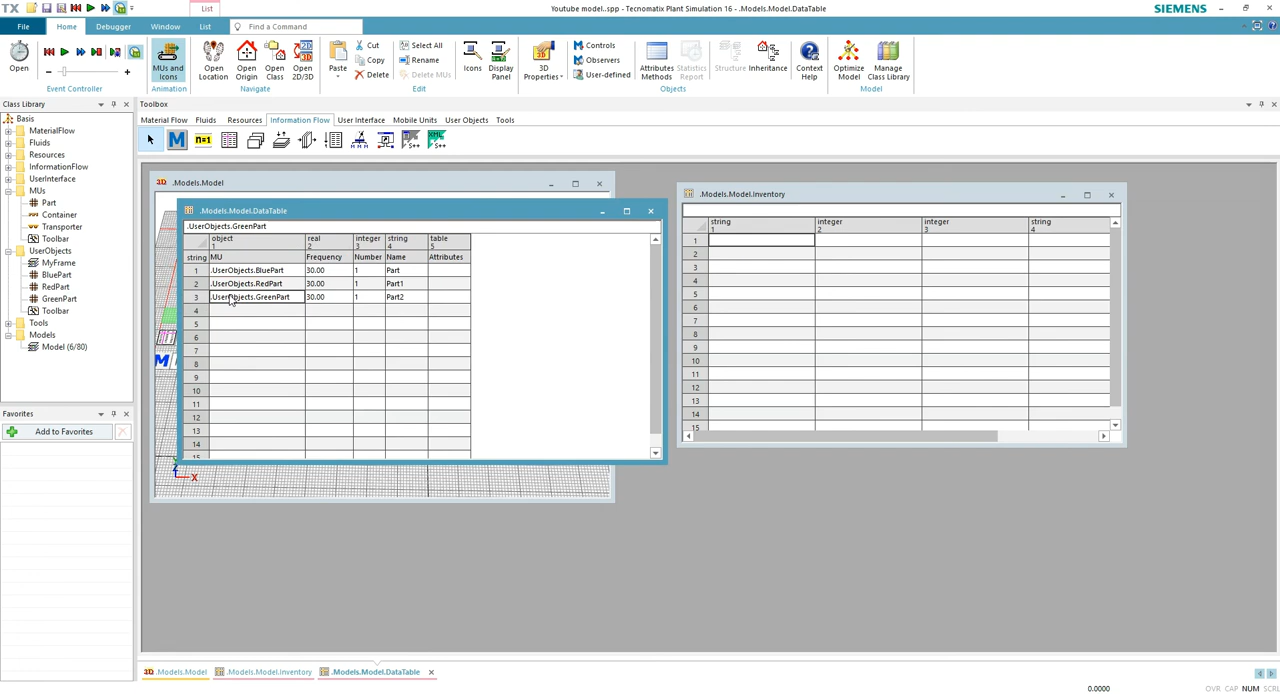 List
Youtube model..spp - Tecnomatix Plant Simulation 16 - .Models.Model.DataTable
SIEMENS
File Home Debugger Window List Find a Command
Open
Event Controller
MUs and Icons
Animation
Open Location
Open Origin
Open Class
Open 2D/3D
Navigate
Paste
Cut
Copy
Delete
Select All
Rename
Delete MUs
Edit
Icons
Display Panel
3D Properties
Controls
Observers
User-defined
Attributes Methods
Statistics Report
Structure
Inheritance
Objects
Context Help
Optimize Model
Manage Class Library
Model
Class Library
Basis
MaterialFlow
Fluids
Resources
InformationFlow
UserInterface
MUs
Part
Container
Transporter
Toolbar
UserObjects
MyFrame
BluePart
RedPart
GreenPart
Toolbar
Tools
Models
Model (6/80)
Favorites
Add to Favorites
Toolbox
Material Flow Fluids Resources Information Flow User Interface Mobile Units User Objects Tools
M n=1
S++ XML S++
3D .Models.Model
.Models.Model.DataTable
.UserObjects.GreenPart
object 1 real 2 integer 3 string 4 table 5
string MU Frequency Number Name Attributes
1 .UserObjects.BluePart 30.00 1 Part
2 .UserObjects.RedPart 30.00 1 Part1
3 .UserObjects.GreenPart 30.00 1 Part2
4
5
6
7
8
9
10
11
12
13
14
15
M
Z X
.Models.Model.Inventory
string 1 integer 2 integer 3 string 4
1
2
3
4
5
6
7
8
9
10
11
12
13
14
15
3D .Models.Model .Models.Model.Inventory .Models.Model.DataTable
0.0000 OVR CAP NUM SCRL